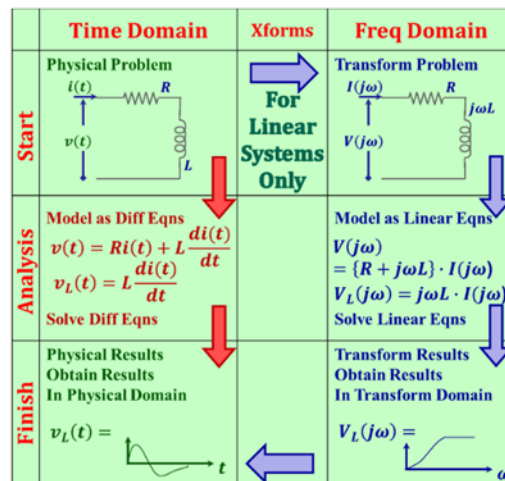 Time Domain
Xforms
Freq Domain
Start
Physical Problem
i(t)
R
v(t)
L
For
Linear
Systems
Only
Transform Problem
I(jω)
R
jωL
V(jω)
Analysis
Model as Diff Eqns
v(t) = Ri(t) + L di(t)/dt
v_L(t) = L di(t)/dt
Solve Diff Eqns
Model as Linear Eqns
V(jω)
= {R + jωL} · I(jω)
V_L(jω) = jωL · I(jω)
Solve Linear Eqns
Finish
Physical Results
Obtain Results
In Physical Domain
v_L(t) =
t
Transform Results
Obtain Results
In Transform Domain
V_L(jω) =
ω